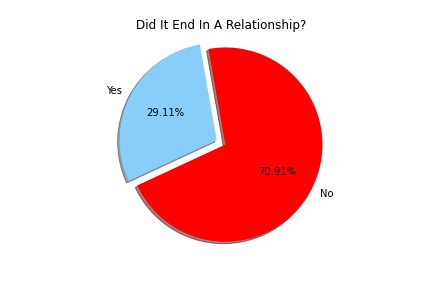 Did It End In A Relationship?
Yes
29.11%
70.91%
No